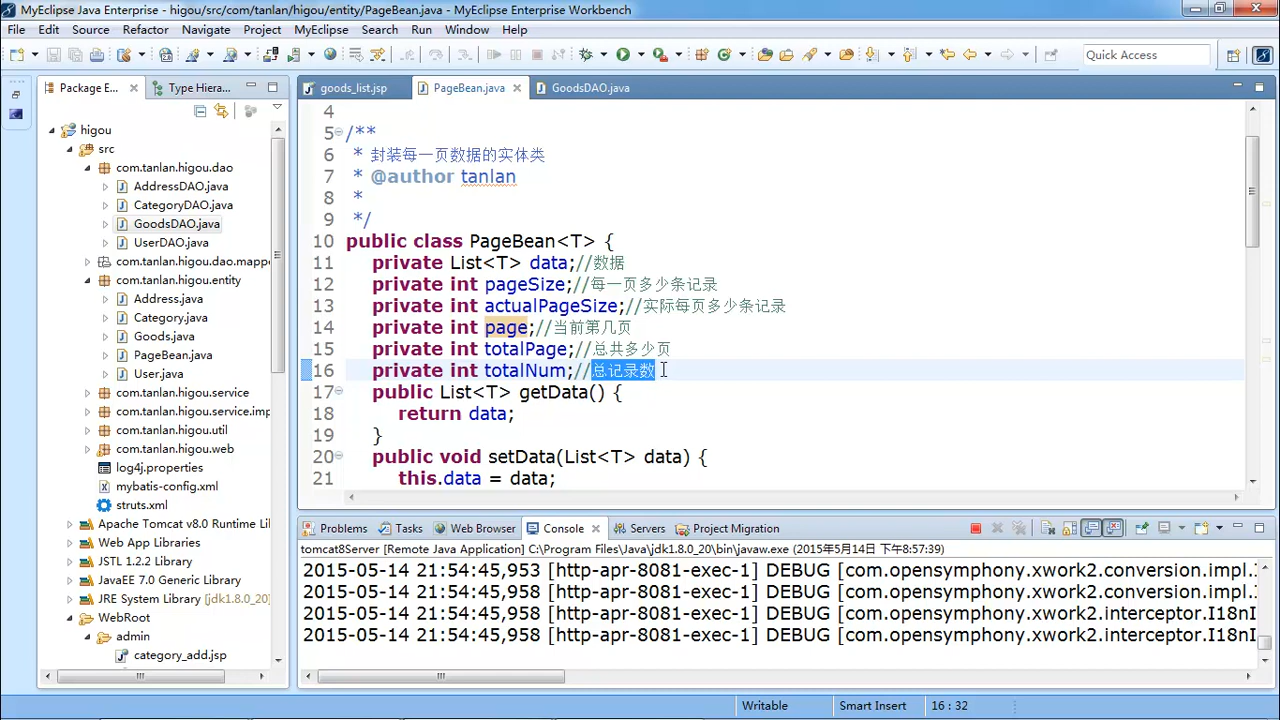 MyEclipse Java Enterprise - higou/src/com/tanlan/higou/entity/PageBean.java - MyEclipse Enterprise Workbench
File Edit Source Refactor Navigate Project MyEclipse Search Run Window Help
Quick Access
Package E... Type Hiera...
goods_list.jsp PageBean.java GoodsDAO.java
higou
src
com.tanlan.higou.dao
AddressDAO.java
CategoryDAO.java
GoodsDAO.java
UserDAO.java
com.tanlan.higou.dao.mappe
com.tanlan.higou.entity
Address.java
Category.java
Goods.java
PageBean.java
User.java
com.tanlan.higou.service
com.tanlan.higou.service.imp
com.tanlan.higou.util
com.tanlan.higou.web
log4j.properties
mybatis-config.xml
struts.xml
Apache Tomcat v8.0 Runtime Li
Web App Libraries
JSTL 1.2.2 Library
JavaEE 7.0 Generic Library
JRE System Library [jdk1.8.0_20]
WebRoot
admin
category_add.jsp
4
5 /**
6 * 封装每一页数据的实体类
7 * @author tanlan
8 *
9 */
10 public class PageBean<T> {
11 private List<T> data;//数据
12 private int pageSize;//每一页多少条记录
13 private int actualPageSize;//实际每页多少条记录
14 private int page;//当前第几页
15 private int totalPage;//总共多少页
16 private int totalNum;//总记录数
17 public List<T> getData() {
18 return data;
19 }
20 public void setData(List<T> data) {
21 this.data = data;
Problems Tasks Web Browser Console Servers Project Migration
tomcat8Server [Remote Java Application] C:\Program Files\Java\jdk1.8.0_20\bin\javaw.exe (2015年5月14日 下午8:57:39)
2015-05-14 21:54:45,953 [http-apr-8081-exec-1] DEBUG [com.opensymphony.xwork2.conversion.impl.
2015-05-14 21:54:45,958 [http-apr-8081-exec-1] DEBUG [com.opensymphony.xwork2.conversion.impl.
2015-05-14 21:54:45,958 [http-apr-8081-exec-1] DEBUG [com.opensymphony.xwork2.interceptor.I18nI
2015-05-14 21:54:45,958 [http-apr-8081-exec-1] DEBUG [com.opensymphony.xwork2.interceptor.I18nI
Writable Smart Insert 16 : 32